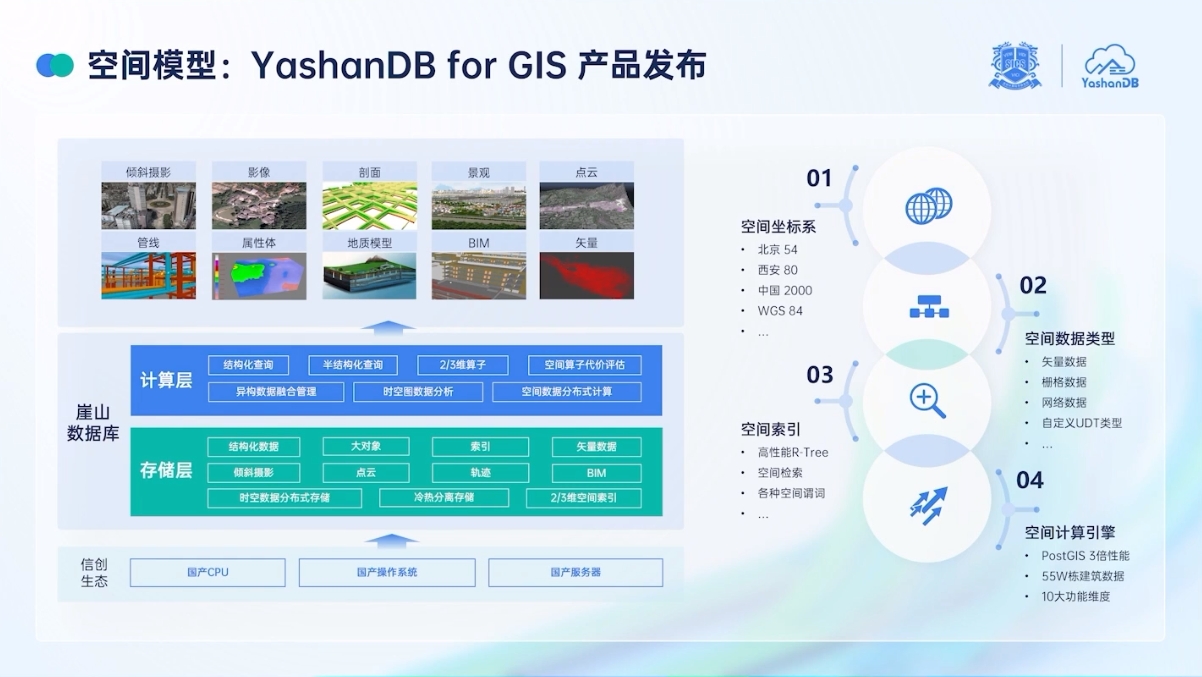 空间模型：YashanDB for GIS 产品发布
YashanDB
倾斜摄影 影像 剖面 景观 点云
管线 属性体 地质模型 BIM 矢量
崖山
数据库
计算层
结构化查询 半结构化查询 2/3维算子 空间算子代价评估
异构数据融合管理 时空图数据分析 空间数据分布式计算
存储层
结构化数据 大对象 索引 矢量数据
倾斜摄影 点云 轨迹 BIM
时空数据分布式存储 冷热分离存储 2/3维空间索引
信创
生态
国产CPU 国产操作系统 国产服务器
01
空间坐标系
• 北京 54
• 西安 80
• 中国 2000
• WGS 84
• ...
02
空间数据类型
• 矢量数据
• 栅格数据
• 网络数据
• 自定义UDT类型
• ...
03
空间索引
• 高性能R-Tree
• 空间检索
• 各种空间谓词
• ...
04
空间计算引擎
• PostGIS 3倍性能
• 55W栋建筑数据
• 10大功能维度